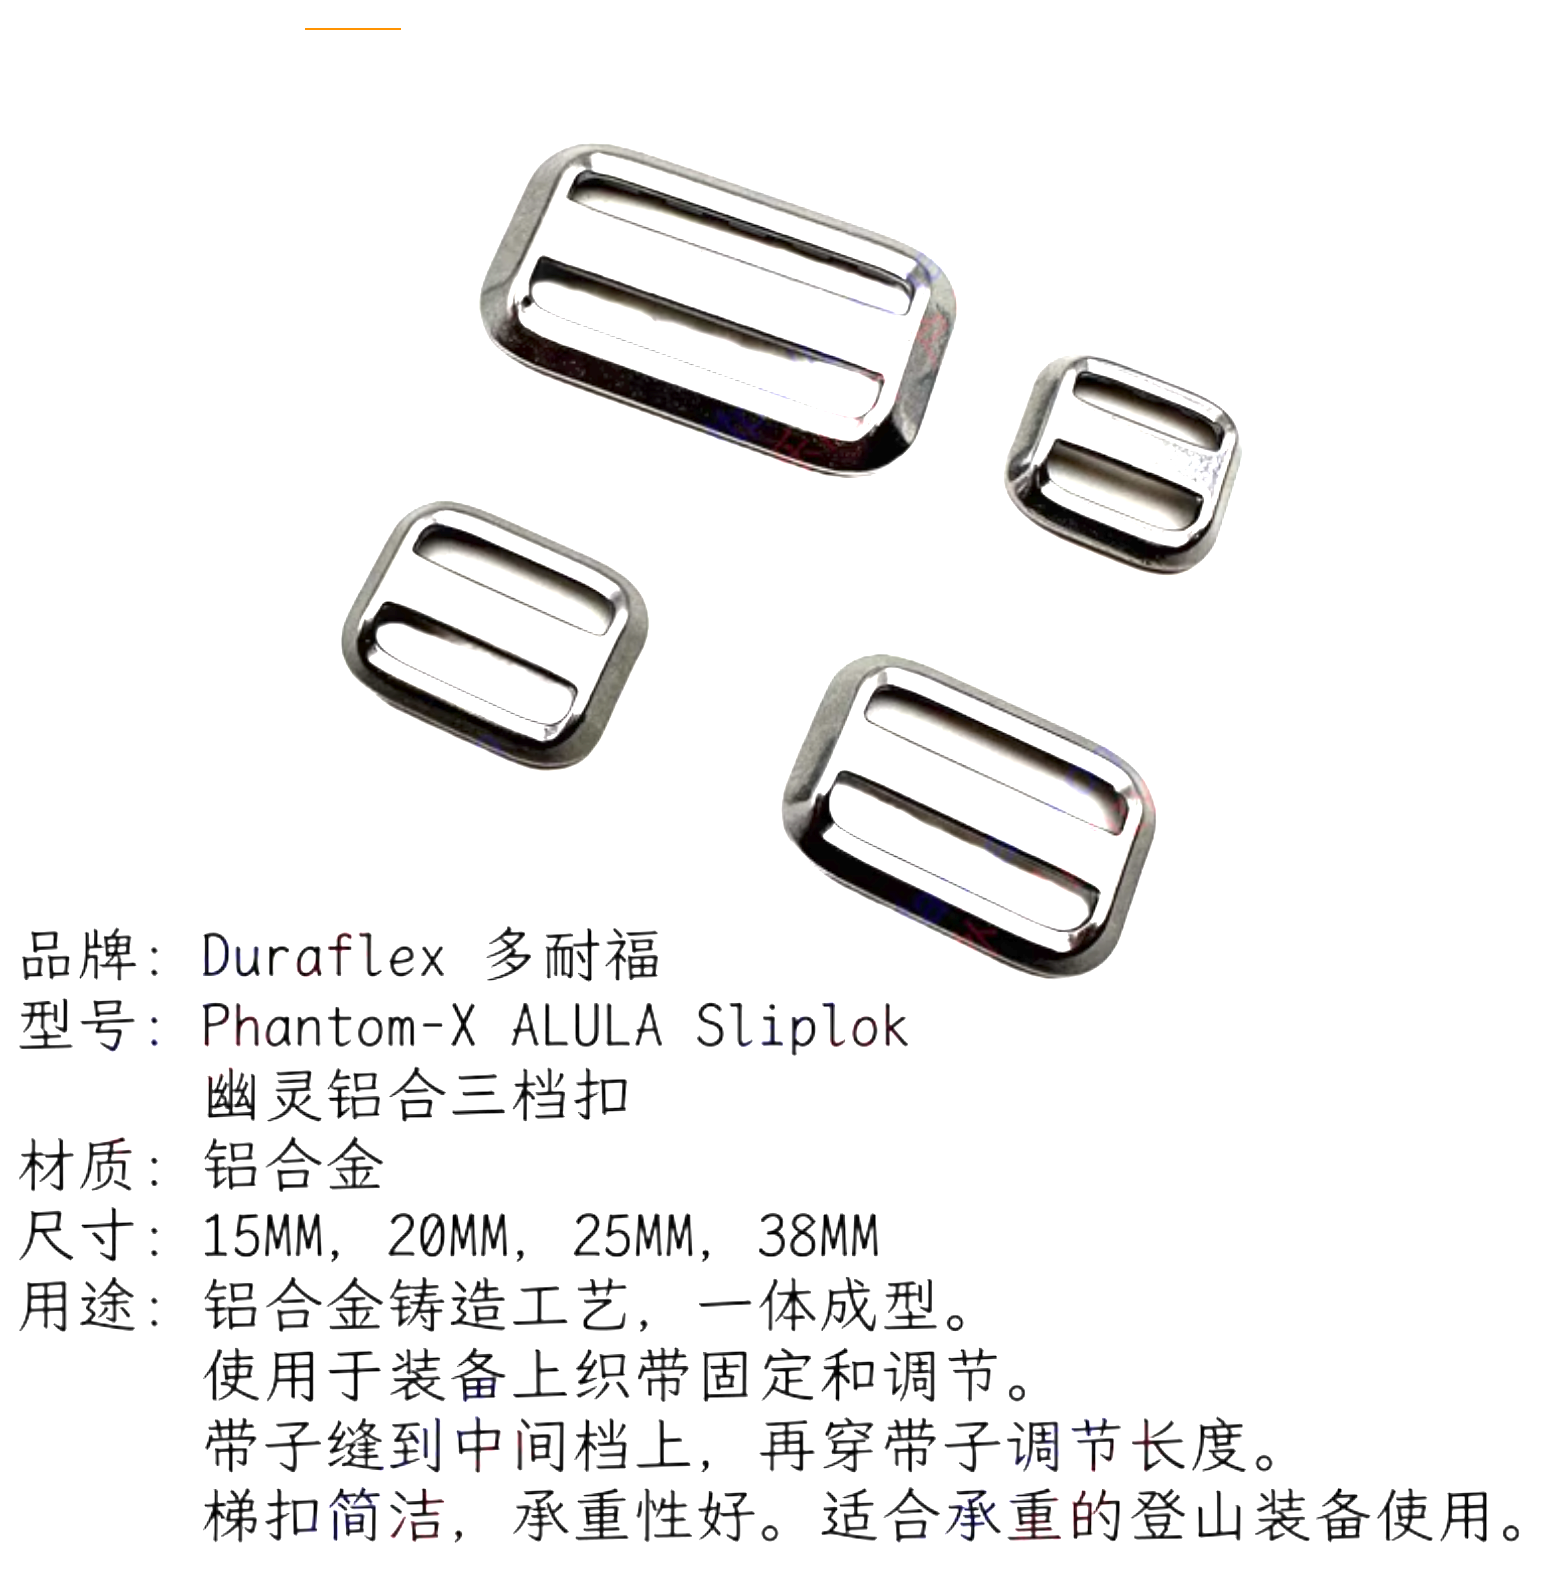 品牌：Duraflex 多耐福
型号：Phantom-X ALULA Sliplok
幽灵铝合三档扣
材质：铝合金
尺寸：15MM, 20MM, 25MM, 38MM
用途：铝合金铸造工艺，一体成型。
使用于装备上织带固定和调节。
带子缝到中间档上，再穿带子调节长度。
梯扣简洁，承重性好。适合承重的登山装备使用。